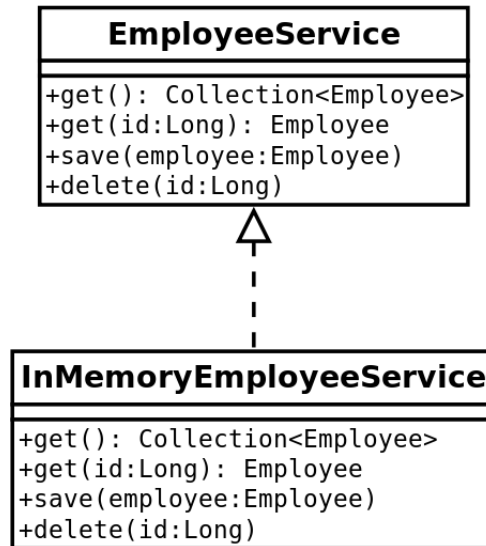 EmployeeService
+get(): Collection<Employee>
+get(id:Long): Employee
+save(employee:Employee)
+delete(id:Long)
InMemoryEmployeeService
+get(): Collection<Employee>
+get(id:Long): Employee
+save(employee:Employee)
+delete(id:Long)